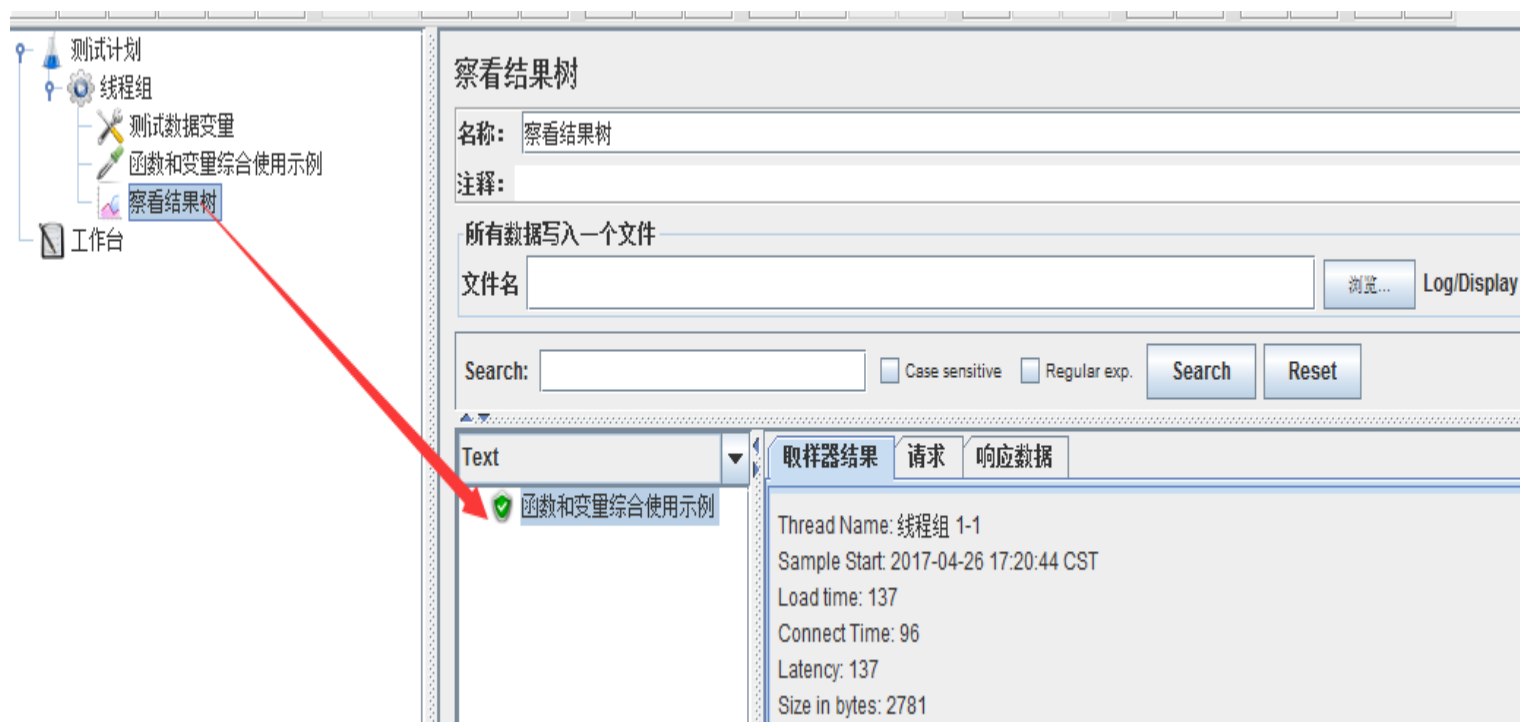 测试计划
线程组
测试数据变量
函数和变量综合使用示例
察看结果树
工作台
察看结果树
名称： 察看结果树
注释：
所有数据写入一个文件
文件名 浏览... Log/Display
Search: Case sensitive Regular exp. Search Reset
Text
函数和变量综合使用示例
取样器结果 请求 响应数据
Thread Name: 线程组 1-1
Sample Start: 2017-04-26 17:20:44 CST
Load time: 137
Connect Time: 96
Latency: 137
Size in bytes: 2781